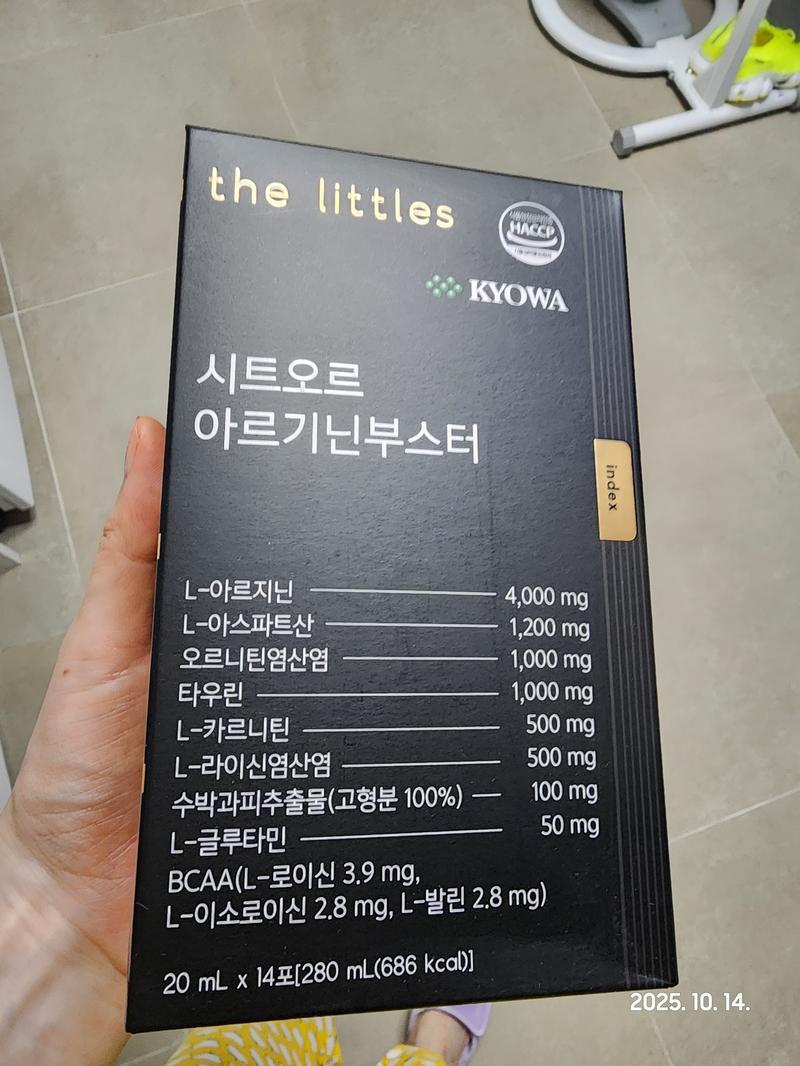 the littles
HACCP
KYOWA
시트오르
아르기닌부스터
index
L-아르지닌 4,000 mg
L-아스파트산 1,200 mg
오르니틴염산염 1,000 mg
타우린 1,000 mg
L-카르니틴 500 mg
L-라이신염산염 500 mg
수박과피추출물(고형분 100%) 100 mg
L-글루타민 50 mg
BCAA(L-로이신 3.9 mg,
L-이소로이신 2.8 mg, L-발린 2.8 mg)
20 mL x 14포[280 mL(686 kcal)]
2025. 10. 14.